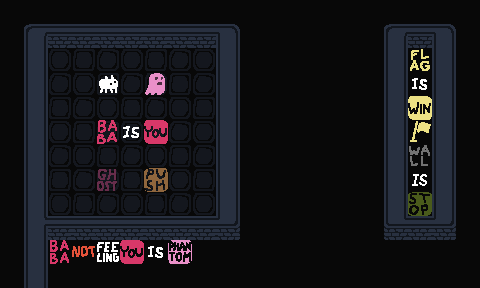 BABA IS YOU
GHOST PUSH
BABA NOT FEELING YOU IS PHANTOM
FLAG
IS
WIN
WALL
IS
STOP